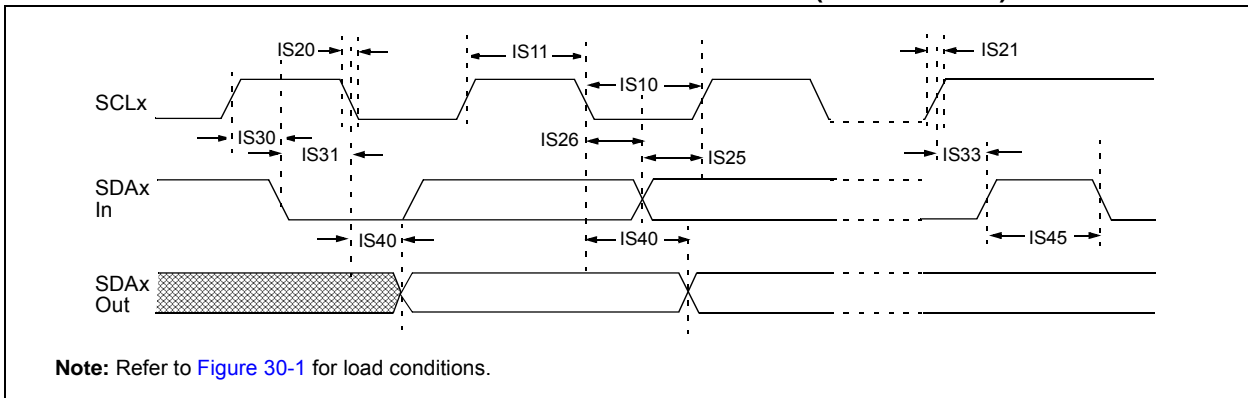 IS20
IS11
IS10
IS21
SCLx
IS30
IS31
IS26
IS25
IS33
SDAx
In
IS40
IS40
IS45
SDAx
Out
Note: Refer to Figure 30-1 for load conditions.